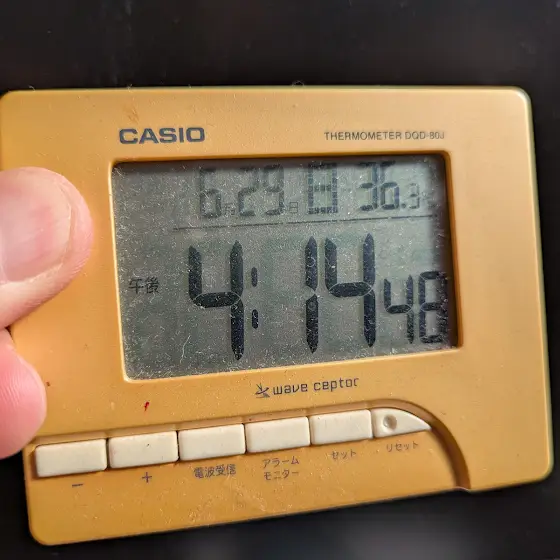 CASIO
THERMOMETER DQD-80J
6月29日 日 36.3
午後 4:14 48
wave ceptor
− + 電波受信 アラーム モニター セット リセット